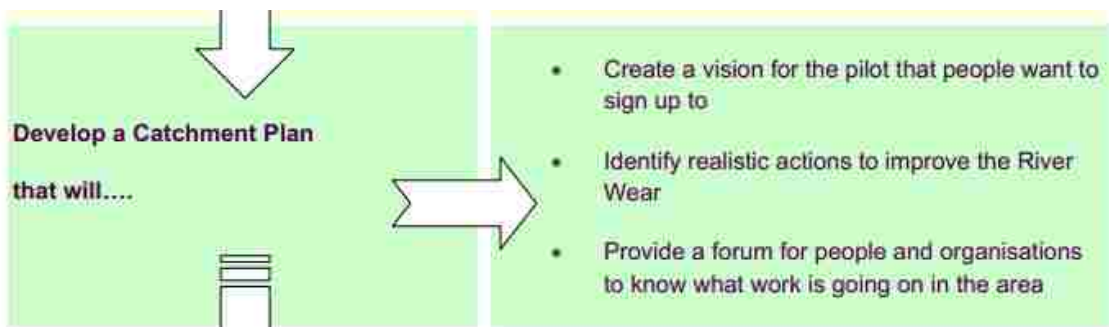 Develop a Catchment Plan
that will....
• Create a vision for the pilot that people want to
sign up to
• Identify realistic actions to improve the River
Wear
• Provide a forum for people and organisations
to know what work is going on in the area